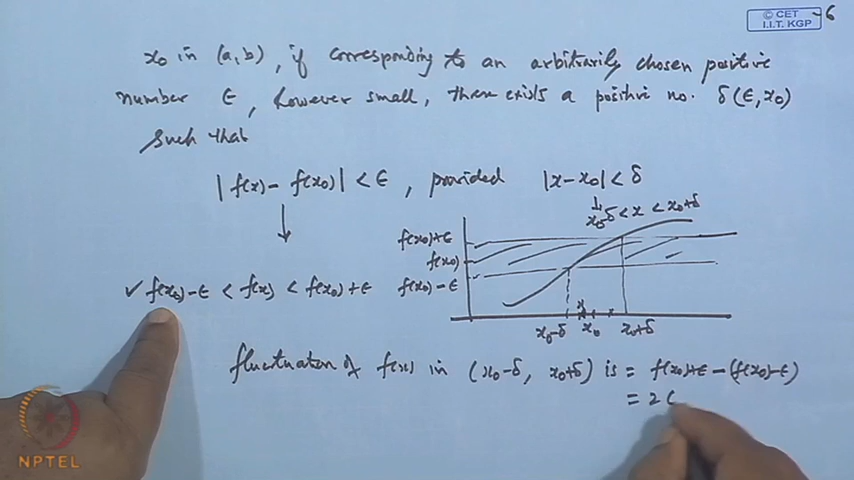 © CET
I.I.T. KGP
-6
x₀ in (a,b), if corresponding to an arbitrarily chosen positive
number ϵ, however small, there exists a positive no. δ(ϵ,x₀)
such that
|f(x)-f(x₀)|<ϵ, provided |x-x₀|<δ
x₀-δ<x<x₀+δ
f(x₀)+ϵ
f(x₀)
✓ f(x₀)-ϵ < f(x) < f(x₀)+ϵ
f(x₀)-ϵ
x₀-δ x x₀ x₀+δ
fluctuation of f(x) in (x₀-δ, x₀+δ) is = f(x₀)+ϵ-(f(x₀)-ϵ)
= 2(
NPTEL